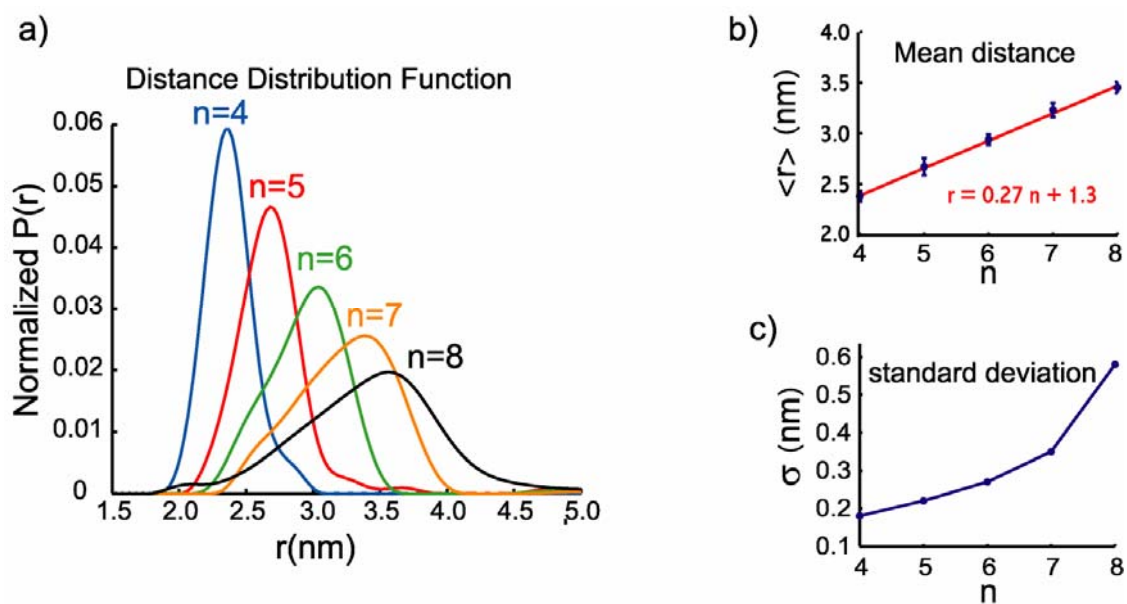 a)
Distance Distribution Function
n=4
n=5
n=6
n=7
n=8
Normalized P(r)
0.06
0.05
0.04
0.03
0.02
0.01
0
1.5 2.0 2.5 3.0 3.5 4.0 4.5 5.0
r(nm)
b)
Mean distance
<r> (nm)
4.0
3.5
3.0
2.5
2.0
r = 0.27 n + 1.3
4 5 6 7 8
n
c)
standard deviation
σ (nm)
0.6
0.5
0.4
0.3
0.2
0.1
4 5 6 7 8
n